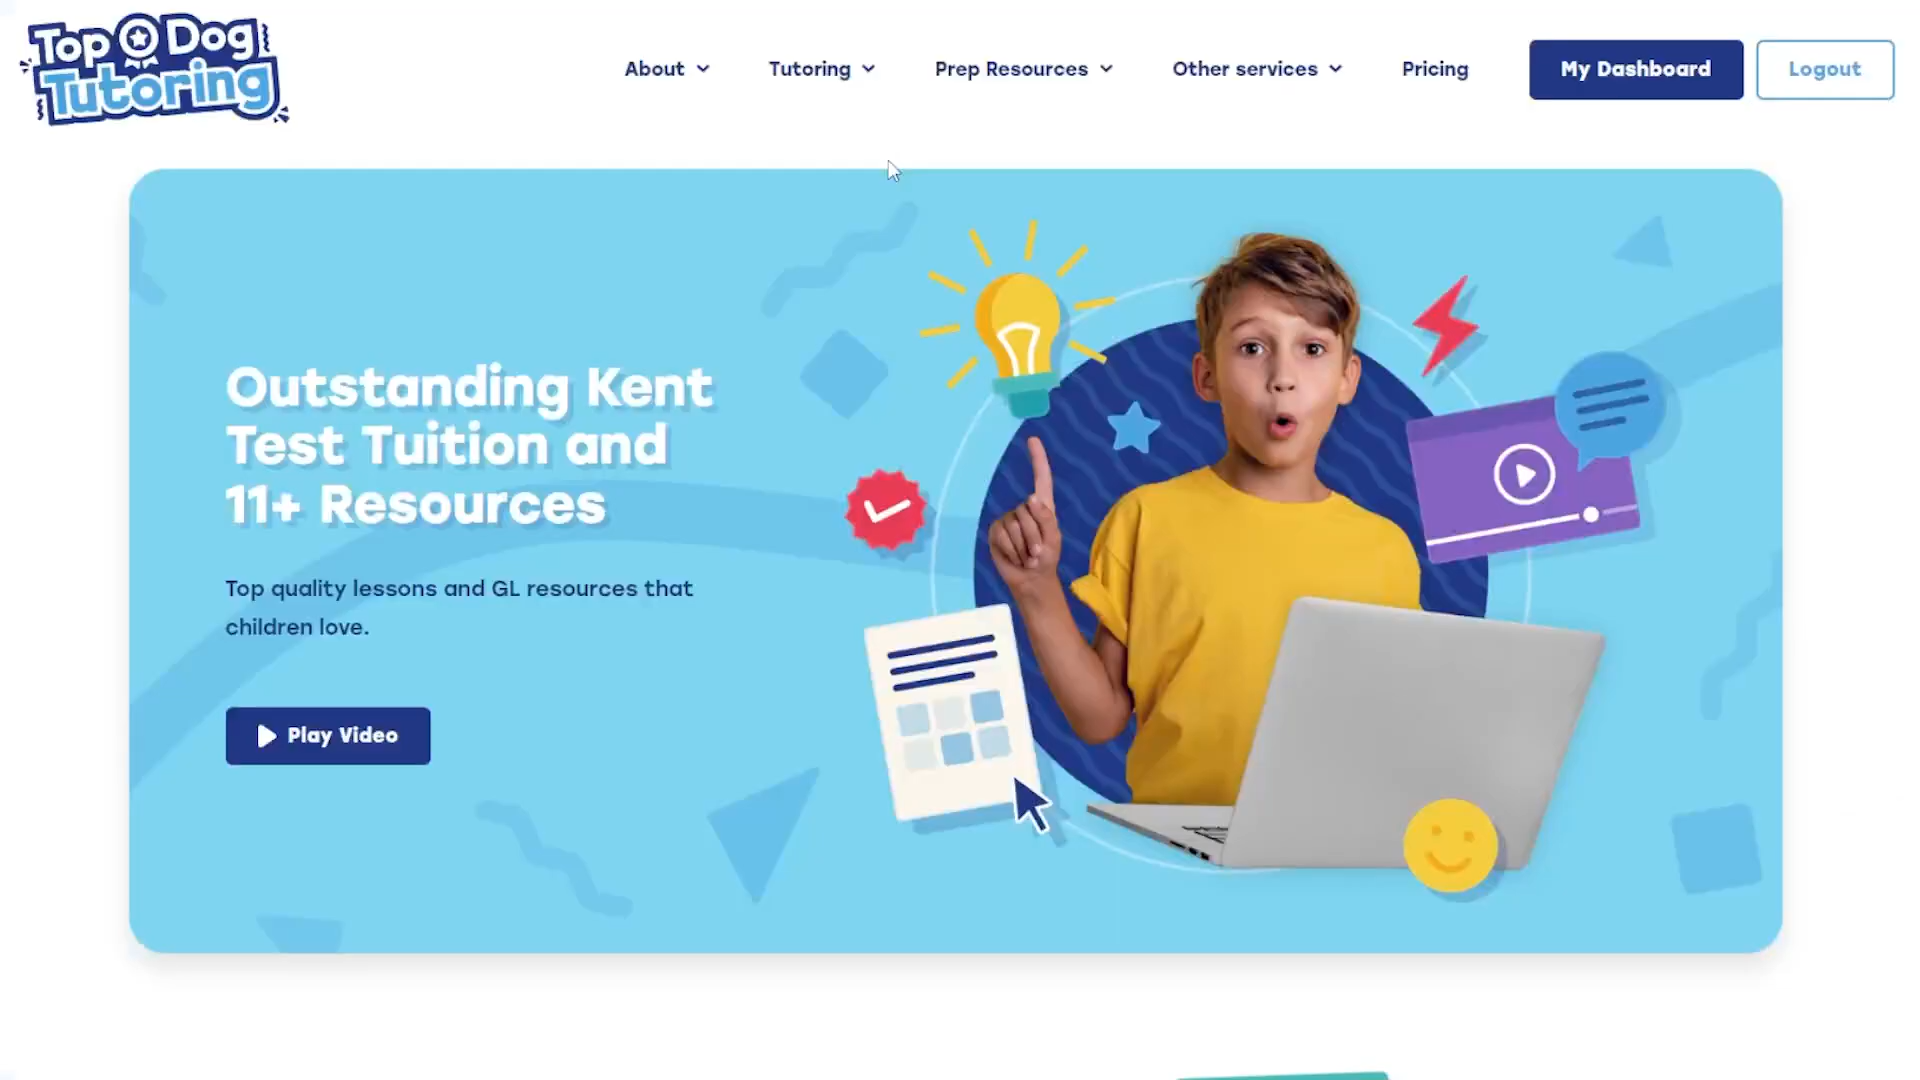 Top Dog
Tutoring
About
Tutoring
Prep Resources
Other services
Pricing
My Dashboard
Logout
Outstanding Kent
Test Tuition and
11+ Resources
Top quality lessons and GL resources that
children love.
Play Video